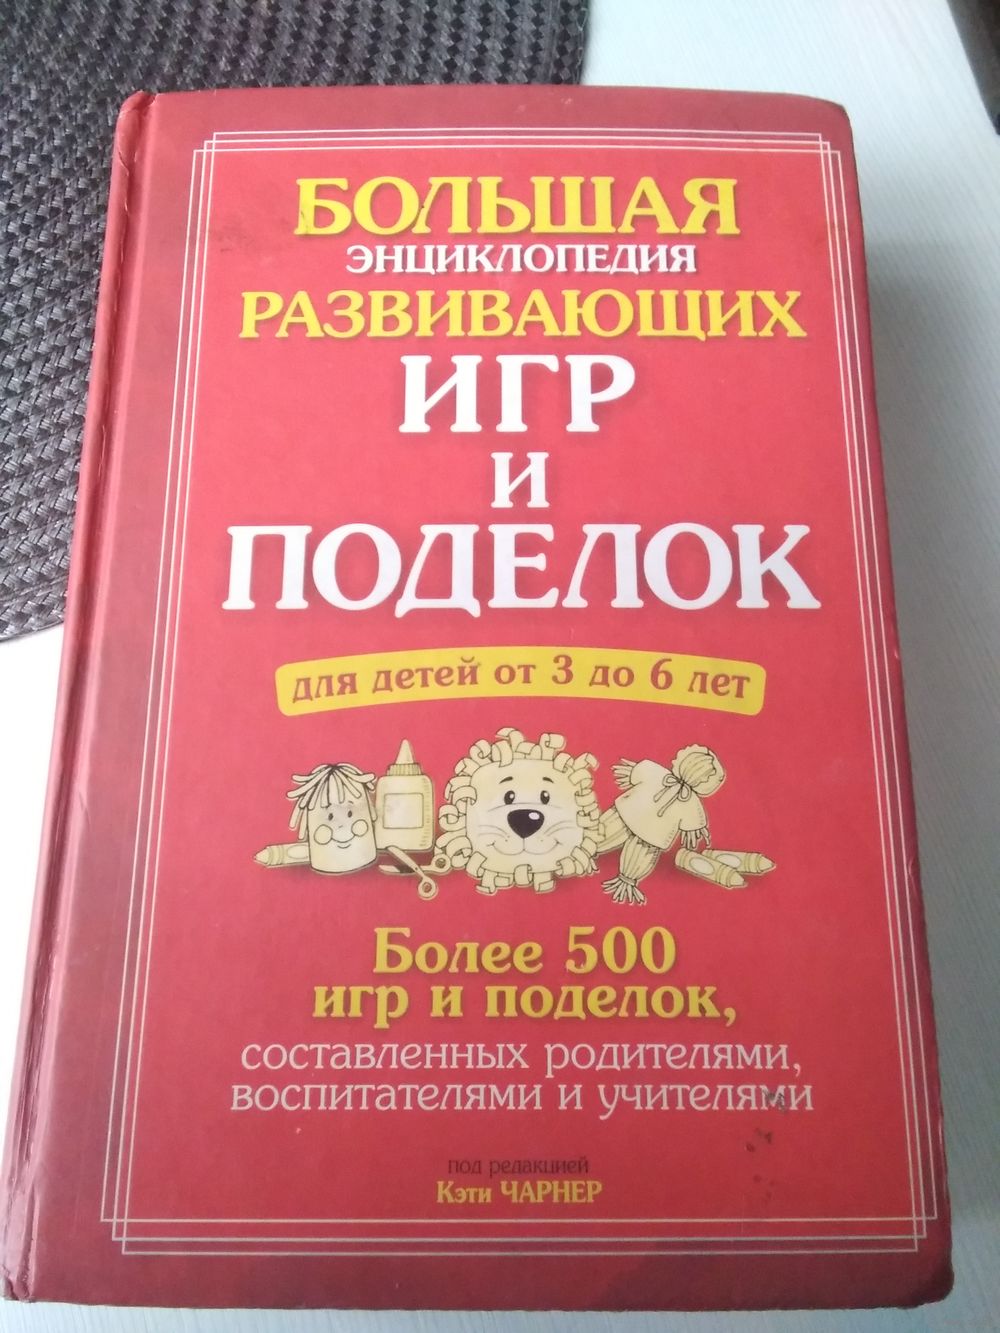 БОЛЬШАЯ
ЭНЦИКЛОПЕДИЯ
РАЗВИВАЮЩИХ
ИГР
И
ПОДЕЛОК
для детей от 3 до 6 лет
Более 500
игр и поделок,
составленных родителями,
воспитателями и учителями
под редакцией
Кэти ЧАРНЕР